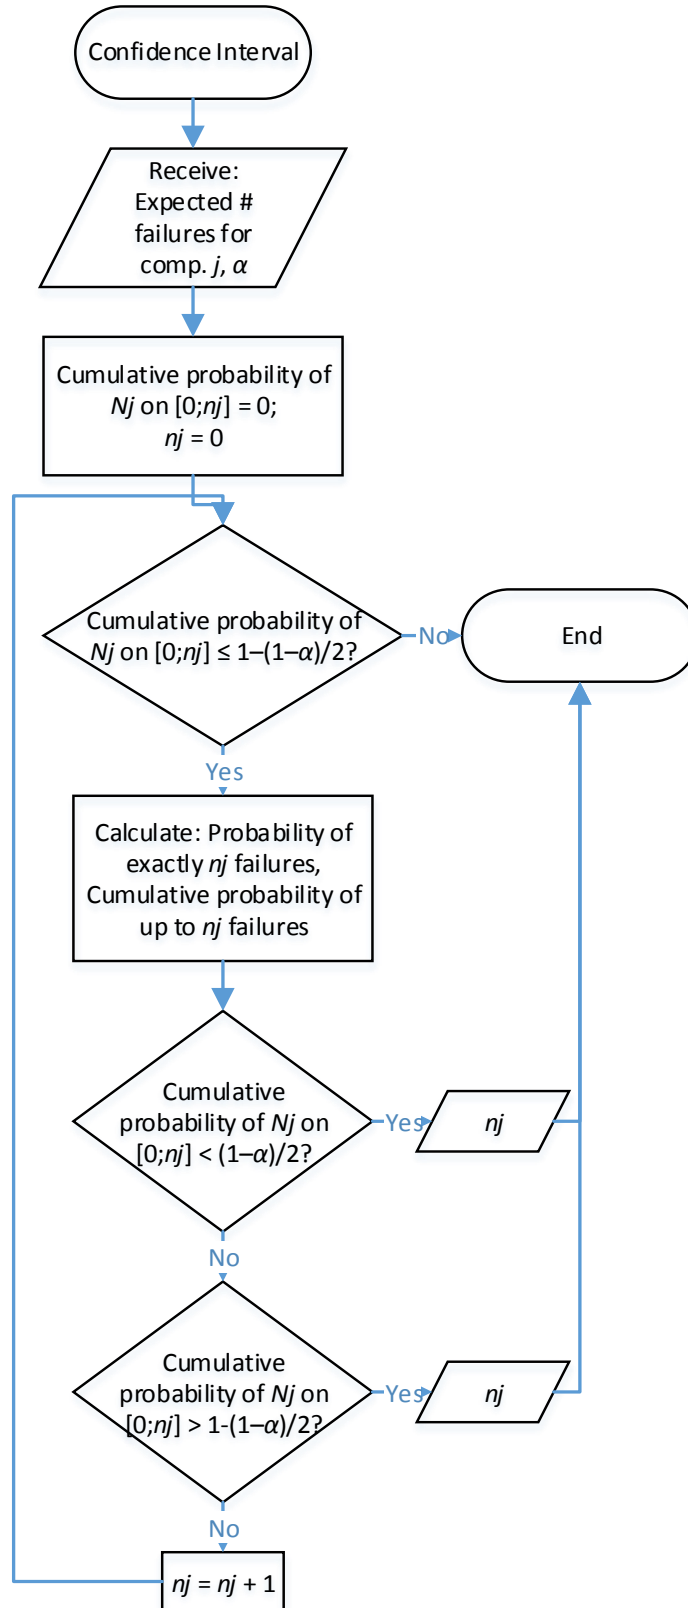 Confidence Interval
Receive:
Expected #
failures for
comp. j, α
Cumulative probability of
Nj on [0;nj] = 0;
nj = 0
Cumulative probability of
Nj on [0;nj] ≤ 1–(1–α)/2?
No
End
Yes
Calculate: Probability of
exactly nj failures,
Cumulative probability of
up to nj failures
Cumulative
probability of Nj on
[0;nj] < (1–α)/2?
Yes
nj
No
Cumulative
probability of Nj on
[0;nj] > 1-(1–α)/2?
Yes
nj
No
nj = nj + 1